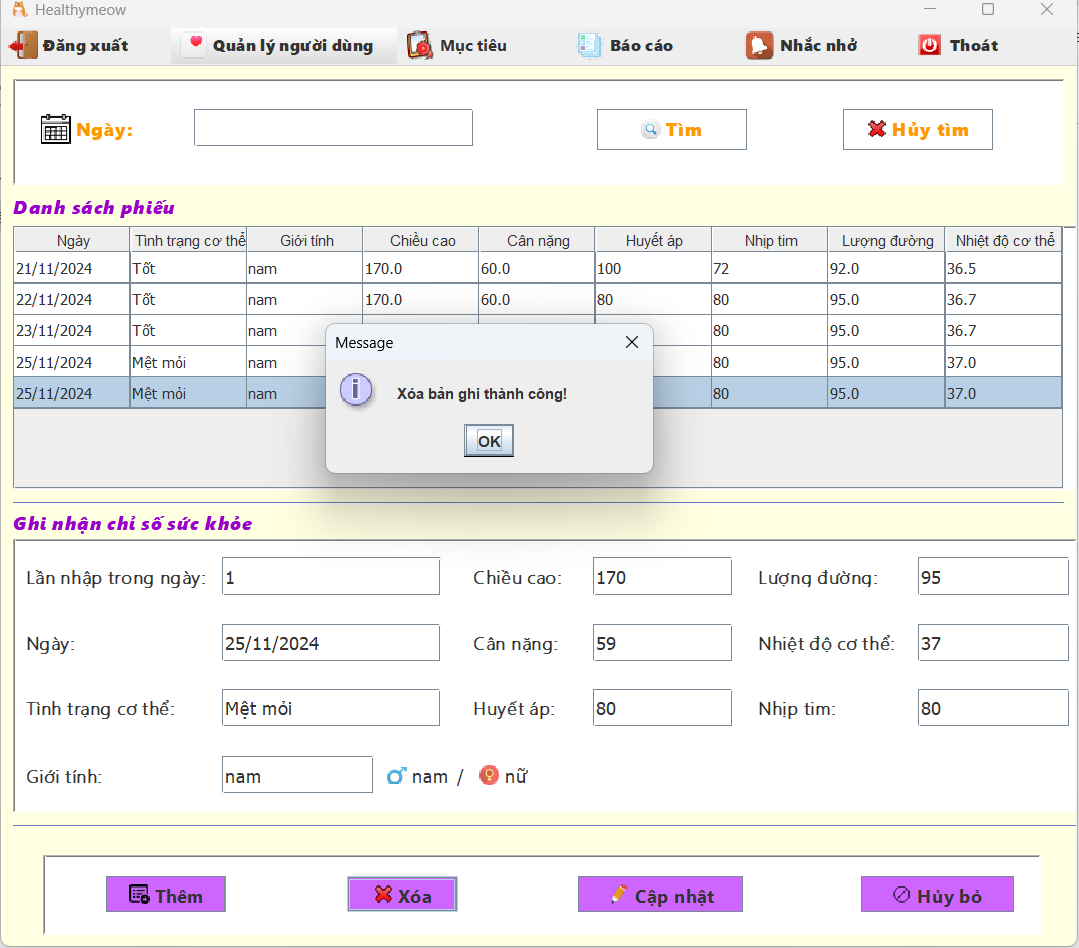 Healthymeow
Đăng xuất Quản lý người dùng Mục tiêu Báo cáo Nhắc nhở Thoát
Ngày: Tìm Hủy tìm
Danh sách phiếu
Ngày Tình trạng cơ thể Giới tính Chiều cao Cân nặng Huyết áp Nhịp tim Lượng đường Nhiệt độ cơ thể
21/11/2024 Tốt nam 170.0 60.0 100 72 92.0 36.5
22/11/2024 Tốt nam 170.0 60.0 80 80 95.0 36.7
23/11/2024 Tốt nam 80 95.0 36.7
25/11/2024 Mệt mỏi nam 80 95.0 37.0
25/11/2024 Mệt mỏi nam 80 95.0 37.0
Message
Xóa bản ghi thành công!
OK
Ghi nhận chỉ số sức khỏe
Lần nhập trong ngày: 1 Chiều cao: 170 Lượng đường: 95
Ngày: 25/11/2024 Cân nặng: 59 Nhiệt độ cơ thể: 37
Tình trạng cơ thể: Mệt mỏi Huyết áp: 80 Nhịp tim: 80
Giới tính: nam nam / nữ
Thêm Xóa Cập nhật Hủy bỏ